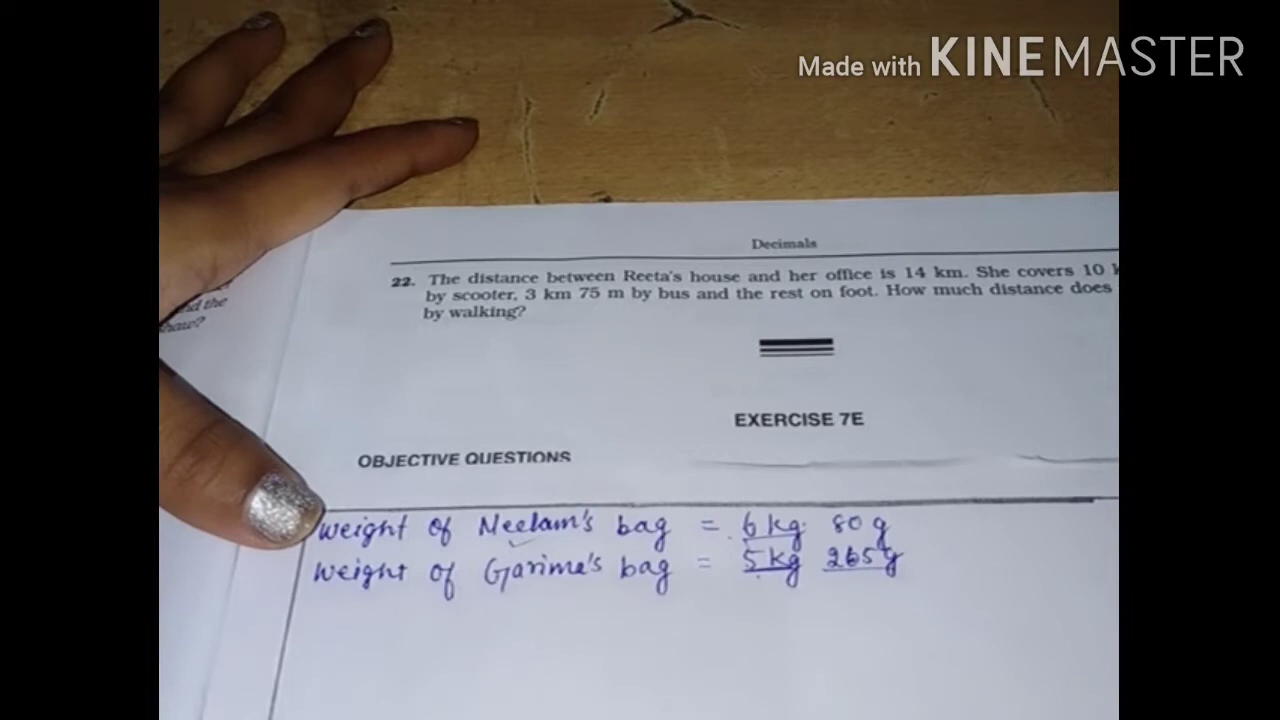 Made with KINEMASTER
Decimals
22. The distance between Reeta's house and her office is 14 km. She covers 10
by scooter, 3 km 75 m by bus and the rest on foot. How much distance does
by walking?
nd the
EXERCISE 7E
OBJECTIVE QUESTIONS
weight of Neelam's bag = 6 kg 80 g
weight of Garima's bag = 5 kg 265 g